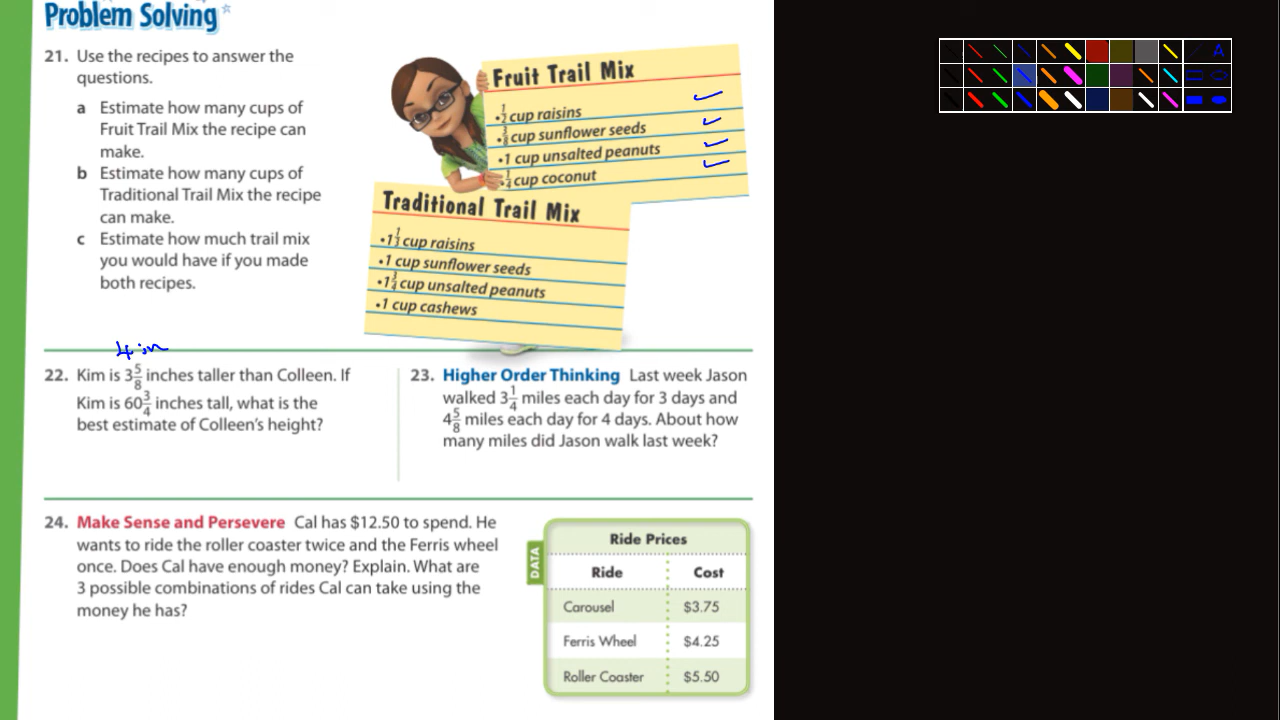 Problem Solving
21. Use the recipes to answer the
questions.
a Estimate how many cups of
Fruit Trail Mix the recipe can
make.
b Estimate how many cups of
Traditional Trail Mix the recipe
can make.
c Estimate how much trail mix
you would have if you made
both recipes.
Fruit Trail Mix
•1/2 cup raisins
•3/8 cup sunflower seeds
•1 cup unsalted peanuts
•1/4 cup coconut
Traditional Trail Mix
•1 1/3 cup raisins
•1 cup sunflower seeds
•1 3/4 cup unsalted peanuts
•1 cup cashews
4 in
22. Kim is 3 5/8 inches taller than Colleen. If
Kim is 60 3/4 inches tall, what is the
best estimate of Colleen's height?
23. Higher Order Thinking Last week Jason
walked 3 1/4 miles each day for 3 days and
4 5/8 miles each day for 4 days. About how
many miles did Jason walk last week?
24. Make Sense and Persevere Cal has $12.50 to spend. He
wants to ride the roller coaster twice and the Ferris wheel
once. Does Cal have enough money? Explain. What are
3 possible combinations of rides Cal can take using the
money he has?
DATA
Ride Prices
Ride Cost
Carousel $3.75
Ferris Wheel $4.25
Roller Coaster $5.50
A